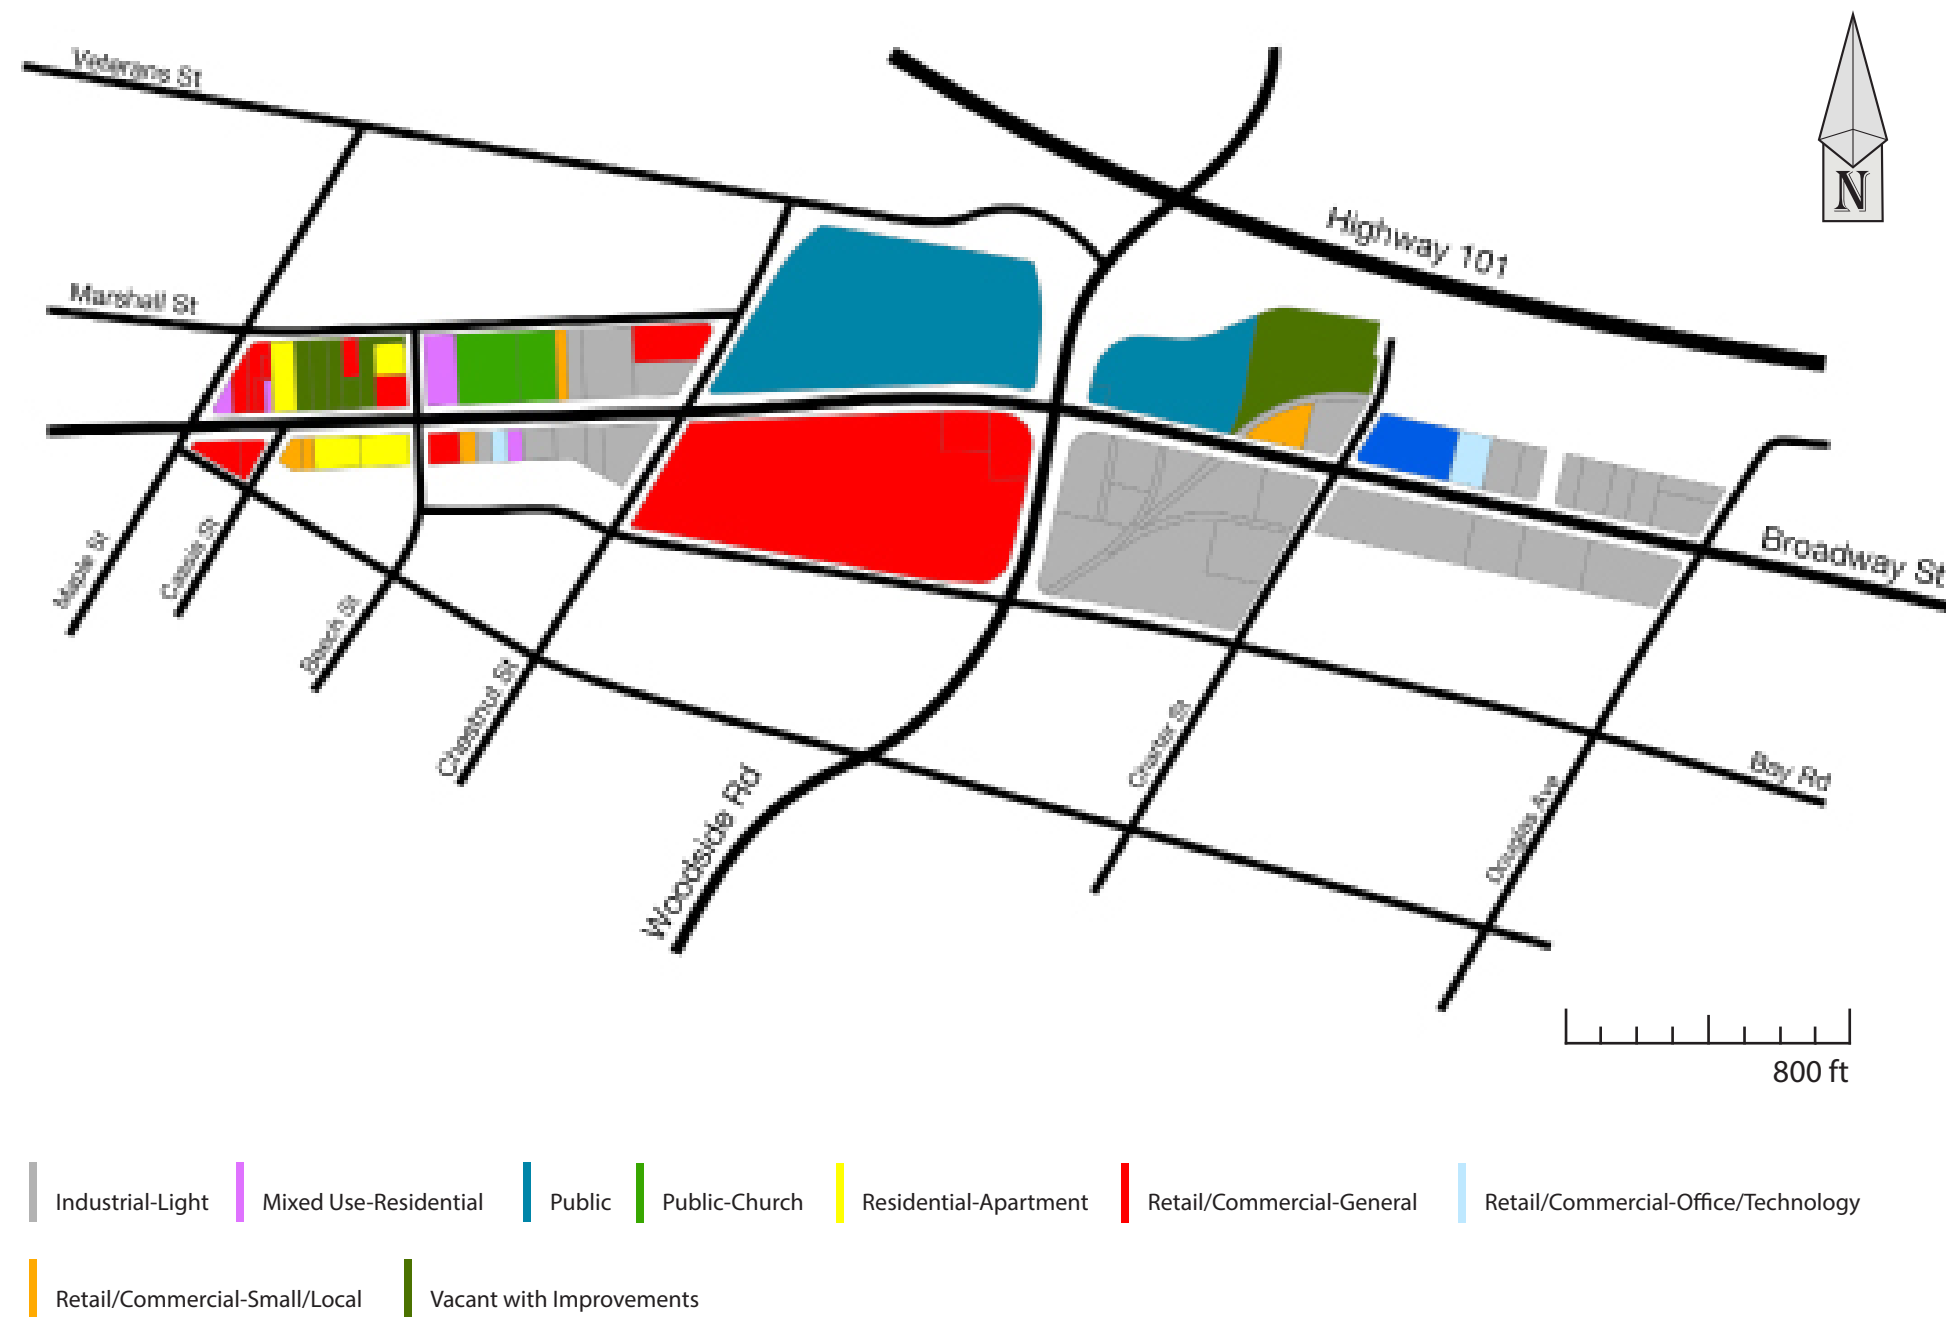 Veterans St
N
Highway 101
Marshall St
Broadway St
Maple St
Cassia St
Beech St
Chestnut St
Woodside Rd
Charter St
Douglas Ave
Bay Rd
800 ft
Industrial-Light
Mixed Use-Residential
Public
Public-Church
Residential-Apartment
Retail/Commercial-General
Retail/Commercial-Office/Technology
Retail/Commercial-Small/Local
Vacant with Improvements